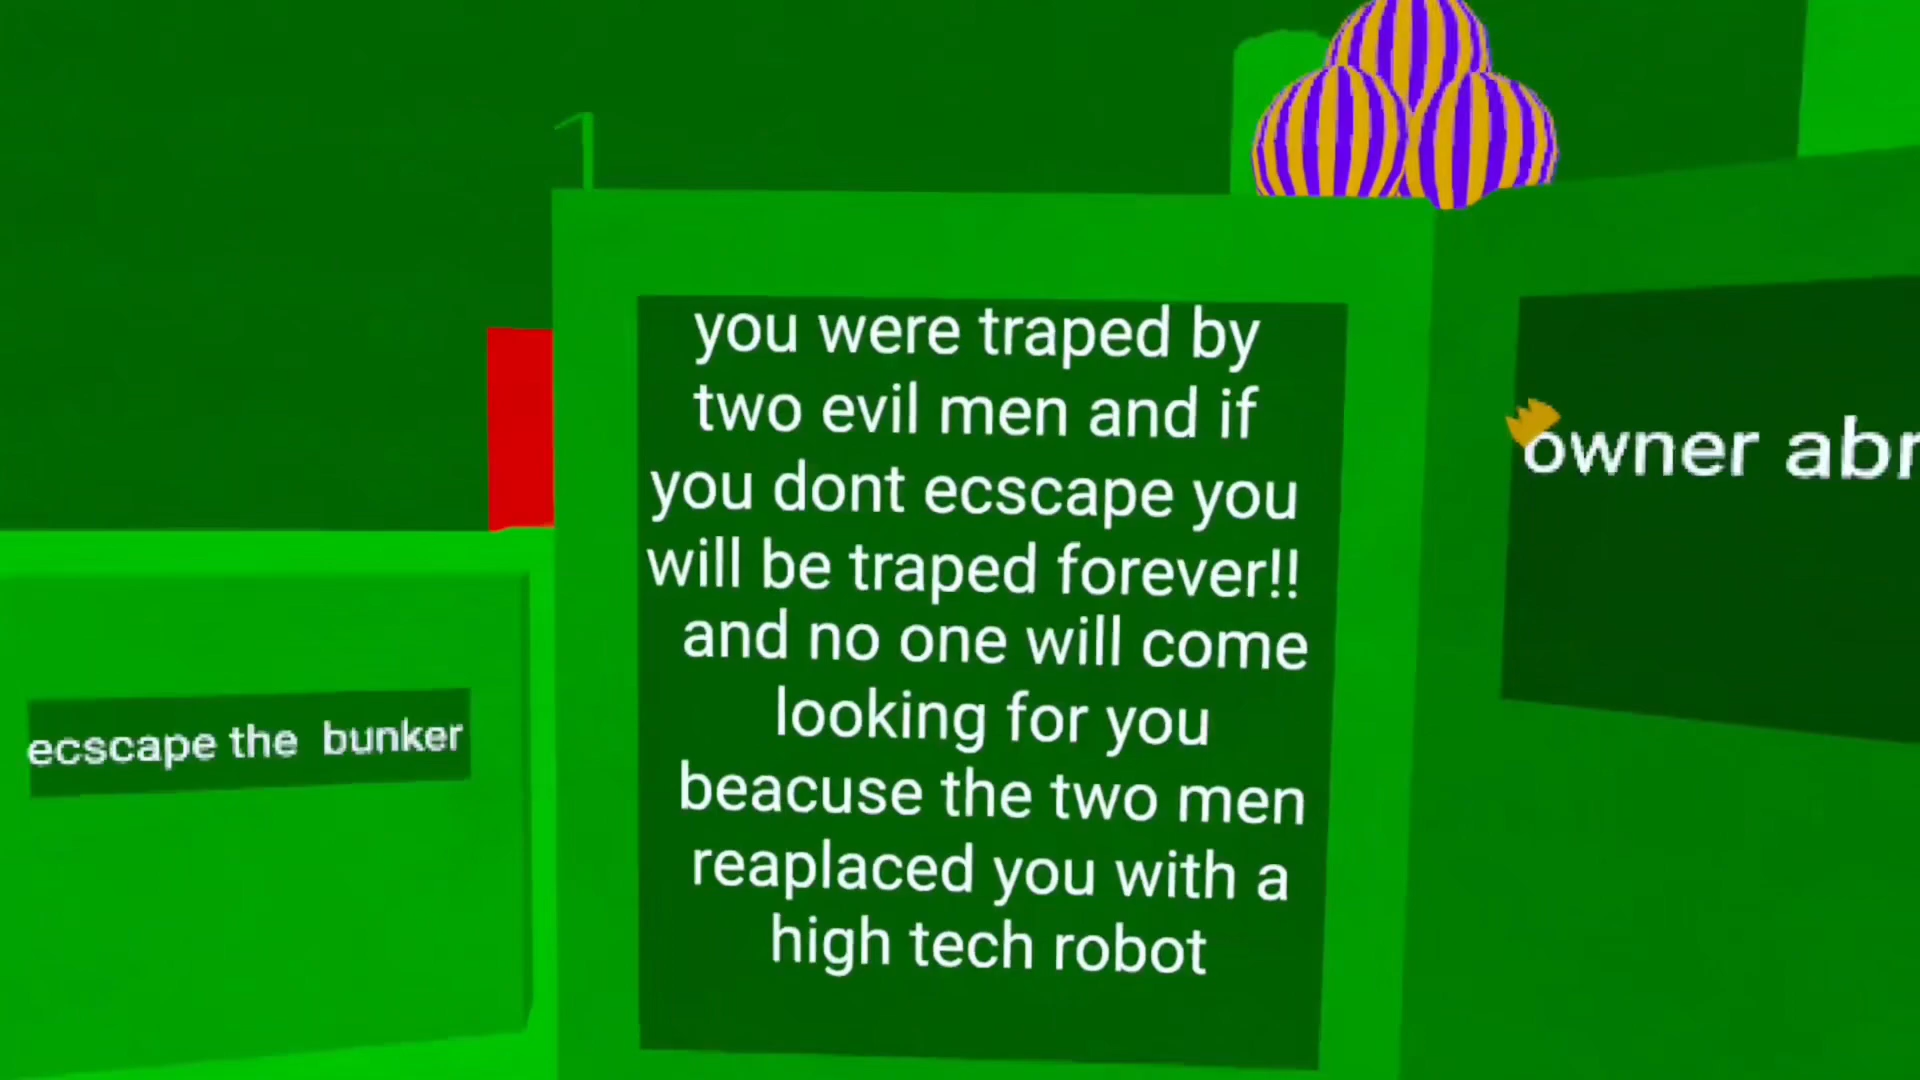 ecscape the bunker
you were traped by
two evil men and if
you dont ecscape you
will be traped forever!!
and no one will come
looking for you
beacuse the two men
reaplaced you with a
high tech robot
owner